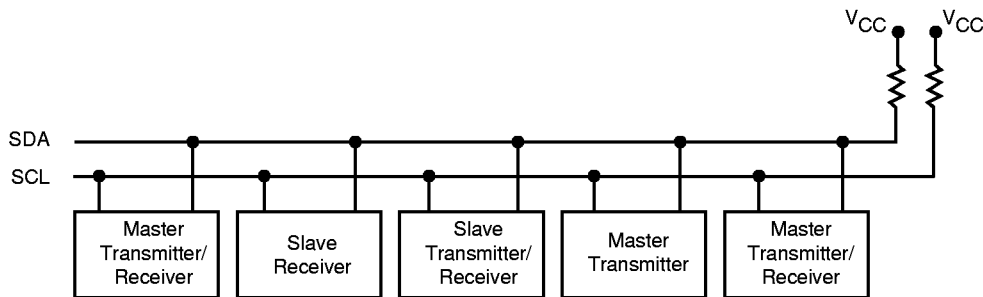 VCC VCC
SDA
SCL
Master
Transmitter/
Receiver
Slave
Receiver
Slave
Transmitter/
Receiver
Master
Transmitter
Master
Transmitter/
Receiver